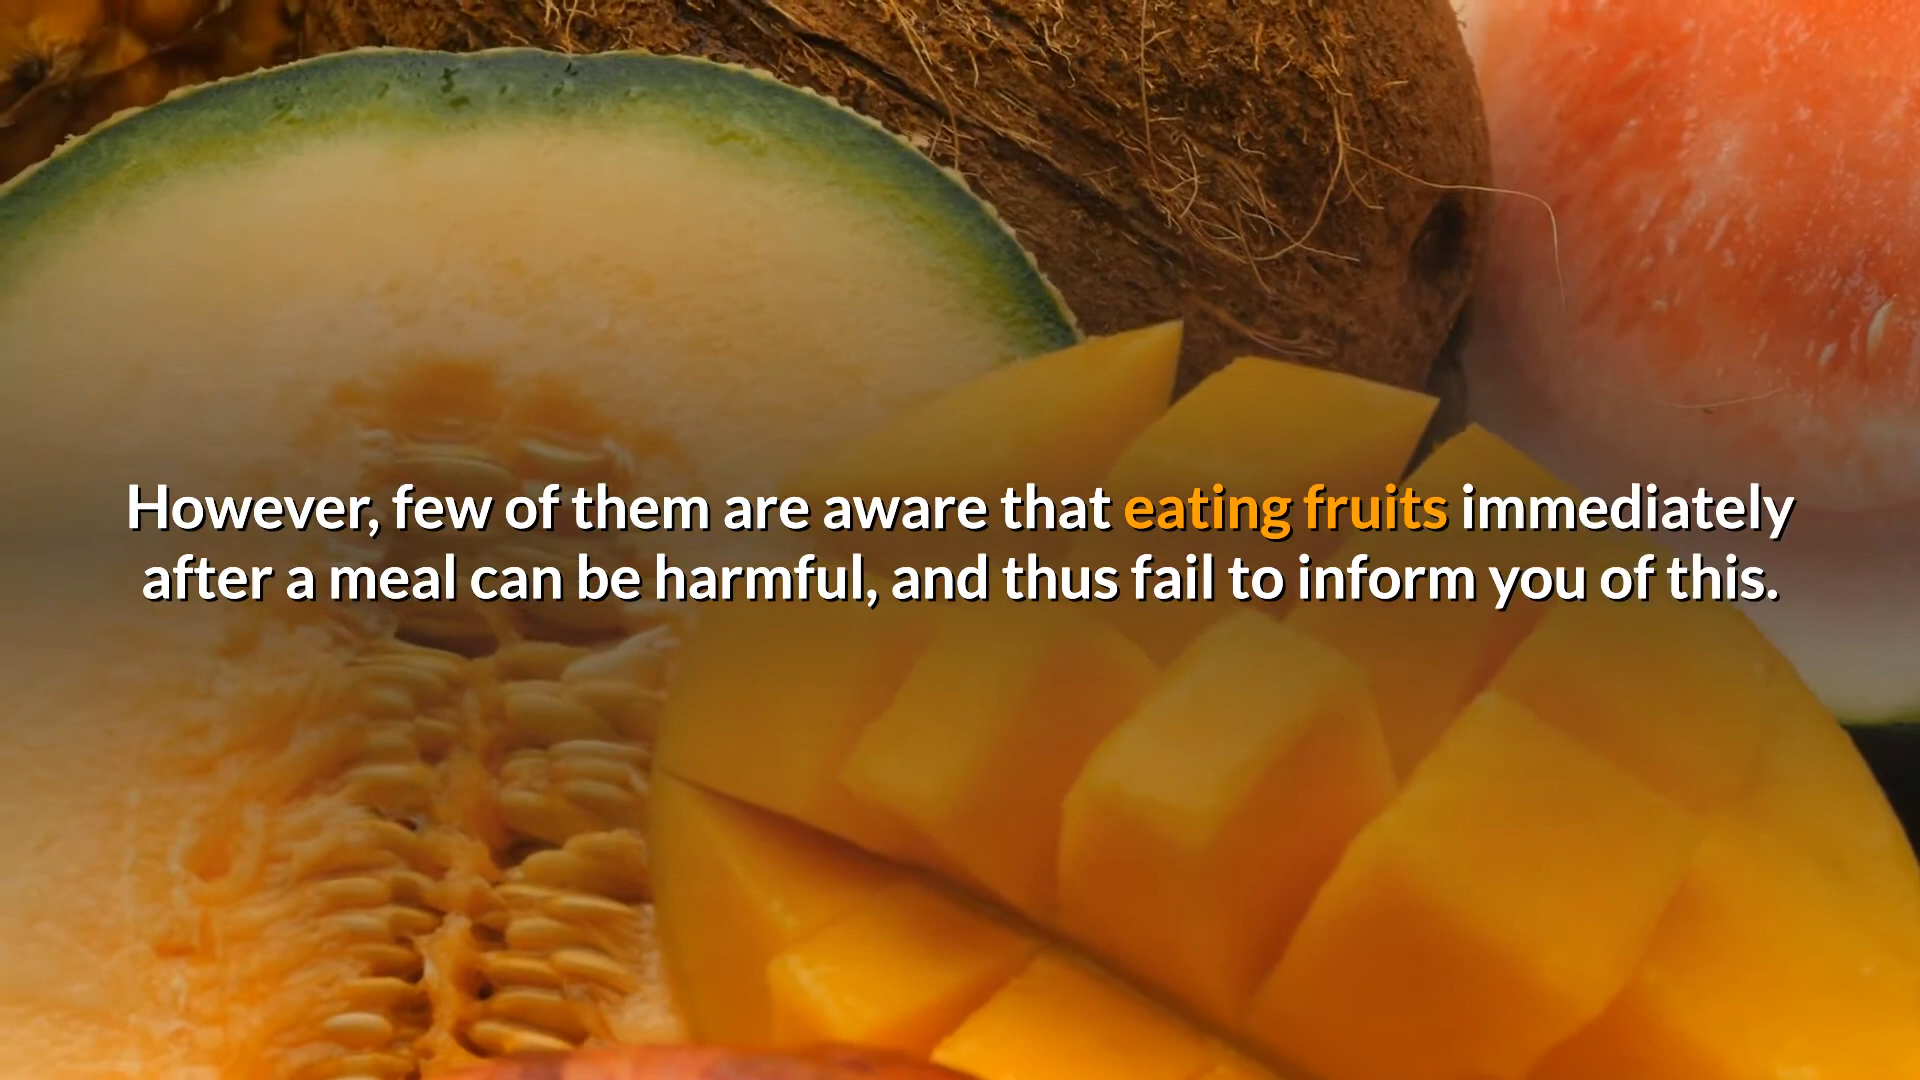 However, few of them are aware that eating fruits immediately
after a meal can be harmful, and thus fail to inform you of this.